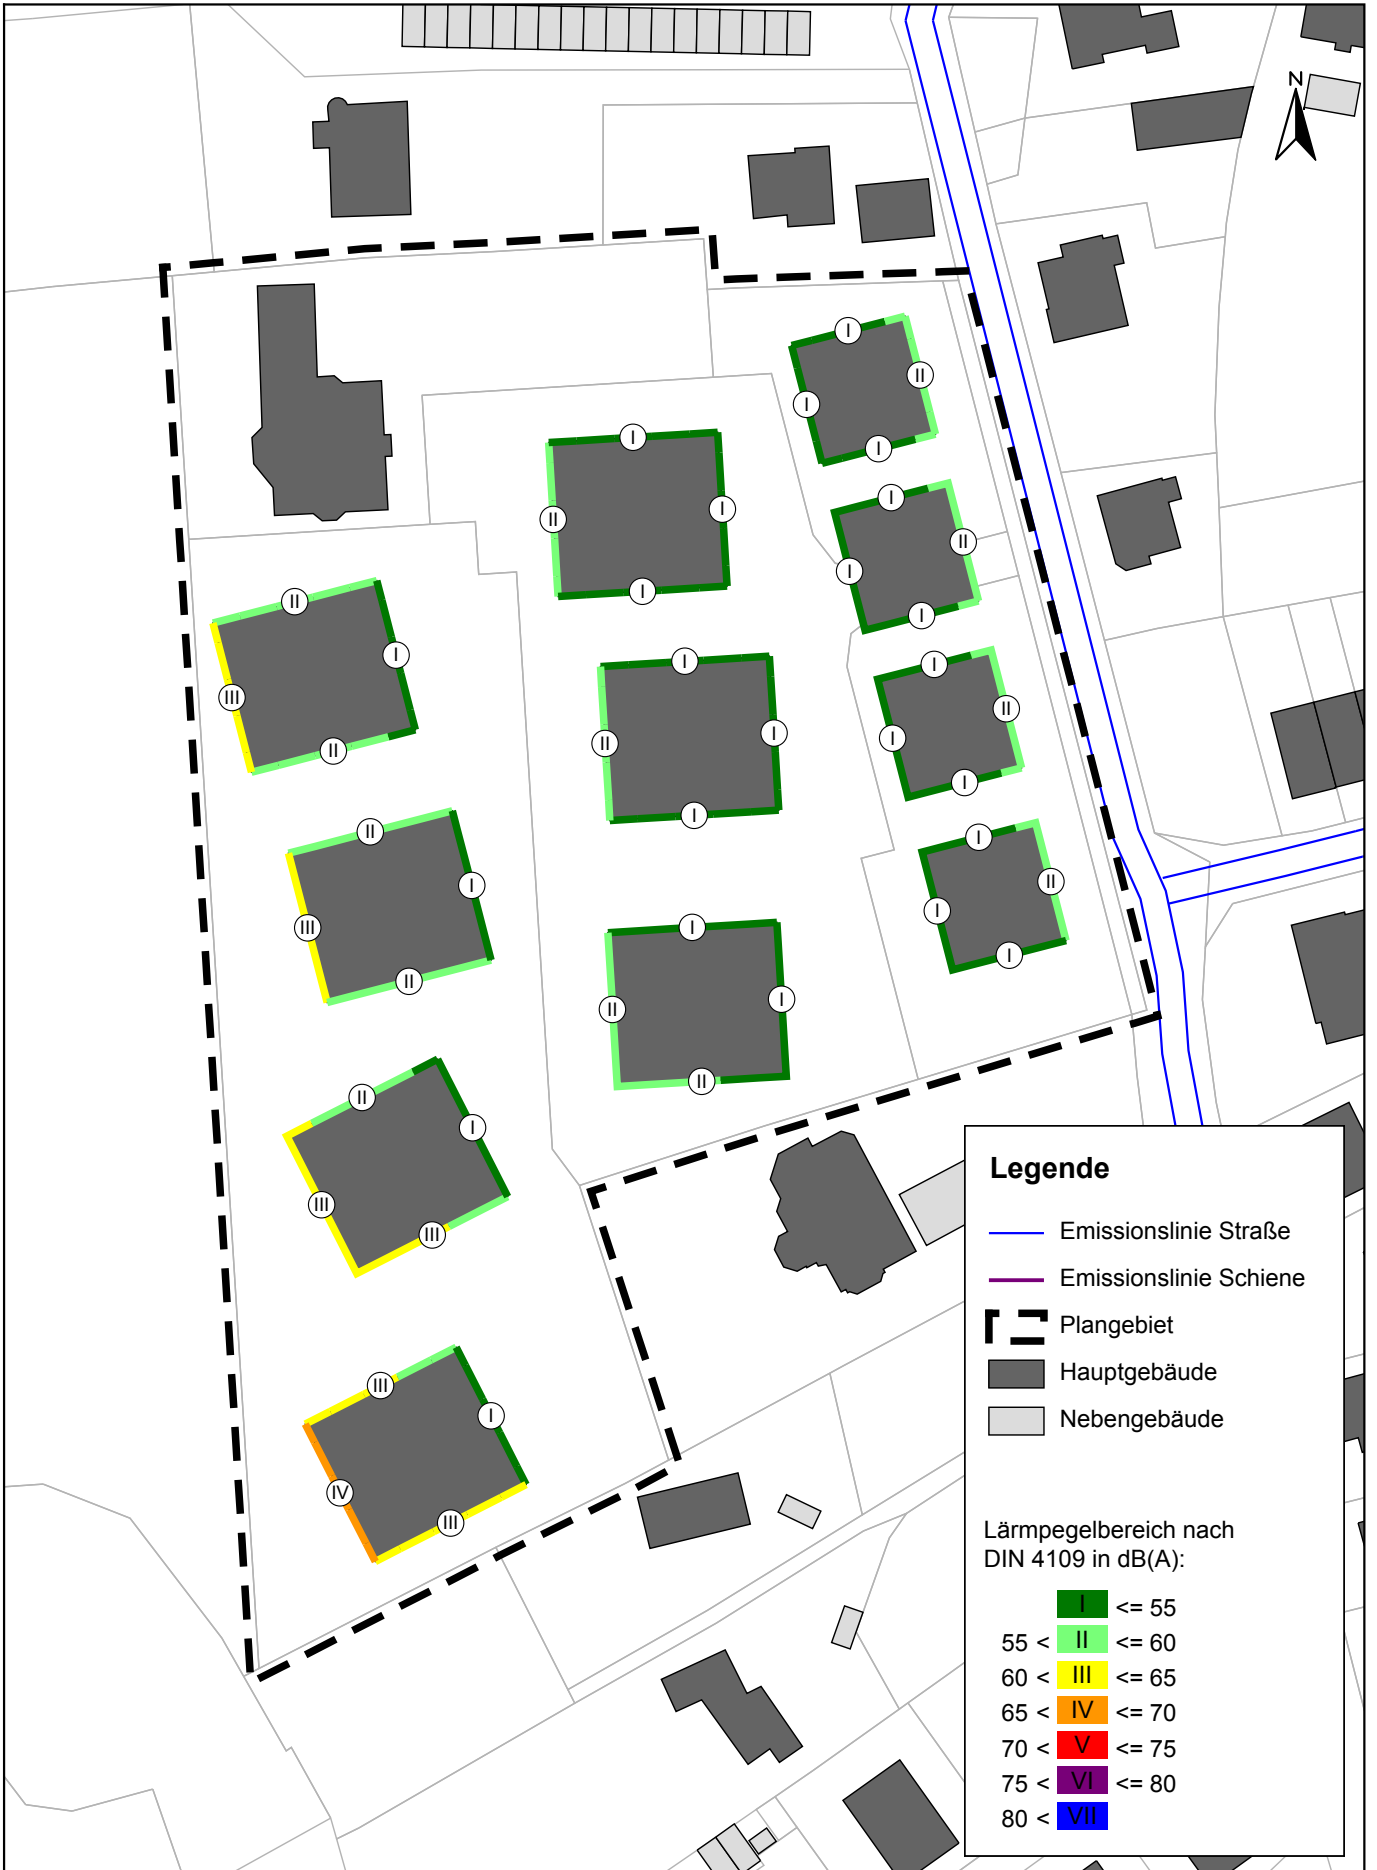 N
I
II
I
I
I
I
II
I
I
II
I
I
II
I
II
III
II
I
I
II
I
I
II
I
I
II
III
II
I
II
I
I
I
I
II
I
I
II
II
I
III
III
III
I
IV
III
Legende
Emissionslinie Straße
Emissionslinie Schiene
Plangebiet
Hauptgebäude
Nebengebäude
Lärmpegelbereich nach
DIN 4109 in dB(A):
I <= 55
55 < II <= 60
60 < III <= 65
65 < IV <= 70
70 < V <= 75
75 < VI <= 80
80 < VII